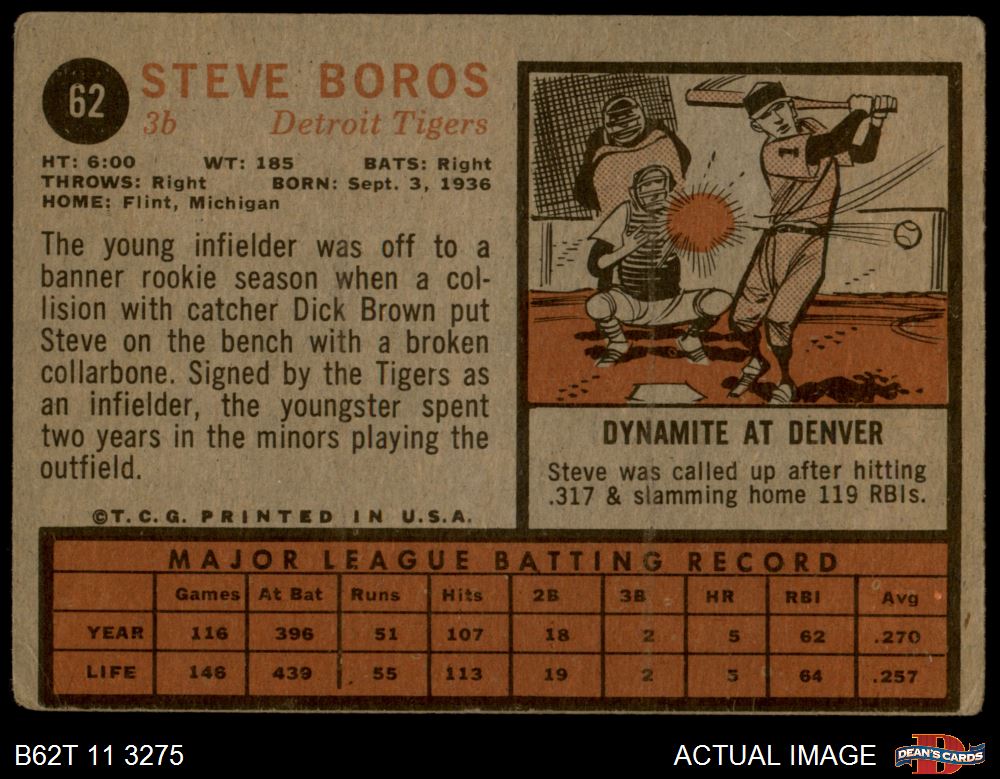 62
STEVE BOROS
3b Detroit Tigers
HT: 6:00 WT: 185 BATS: Right
THROWS: Right BORN: Sept. 3, 1936
HOME: Flint, Michigan
The young infielder was off to a
banner rookie season when a col-
lision with catcher Dick Brown put
Steve on the bench with a broken
collarbone. Signed by the Tigers as
an infielder, the youngster spent
two years in the minors playing the
outfield.
©T. C. G. PRINTED IN U.S.A.
1
DYNAMITE AT DENVER
Steve was called up after hitting
.317 & slamming home 119 RBIs.
MAJOR LEAGUE BATTING RECORD
Games At Bat Runs Hits 2B 3B HR RBI Avg
YEAR 116 396 51 107 18 2 5 62 .270
LIFE 146 439 55 113 19 2 5 64 .257
B62T 11 3275
ACTUAL IMAGE
DEAN'S CARDS